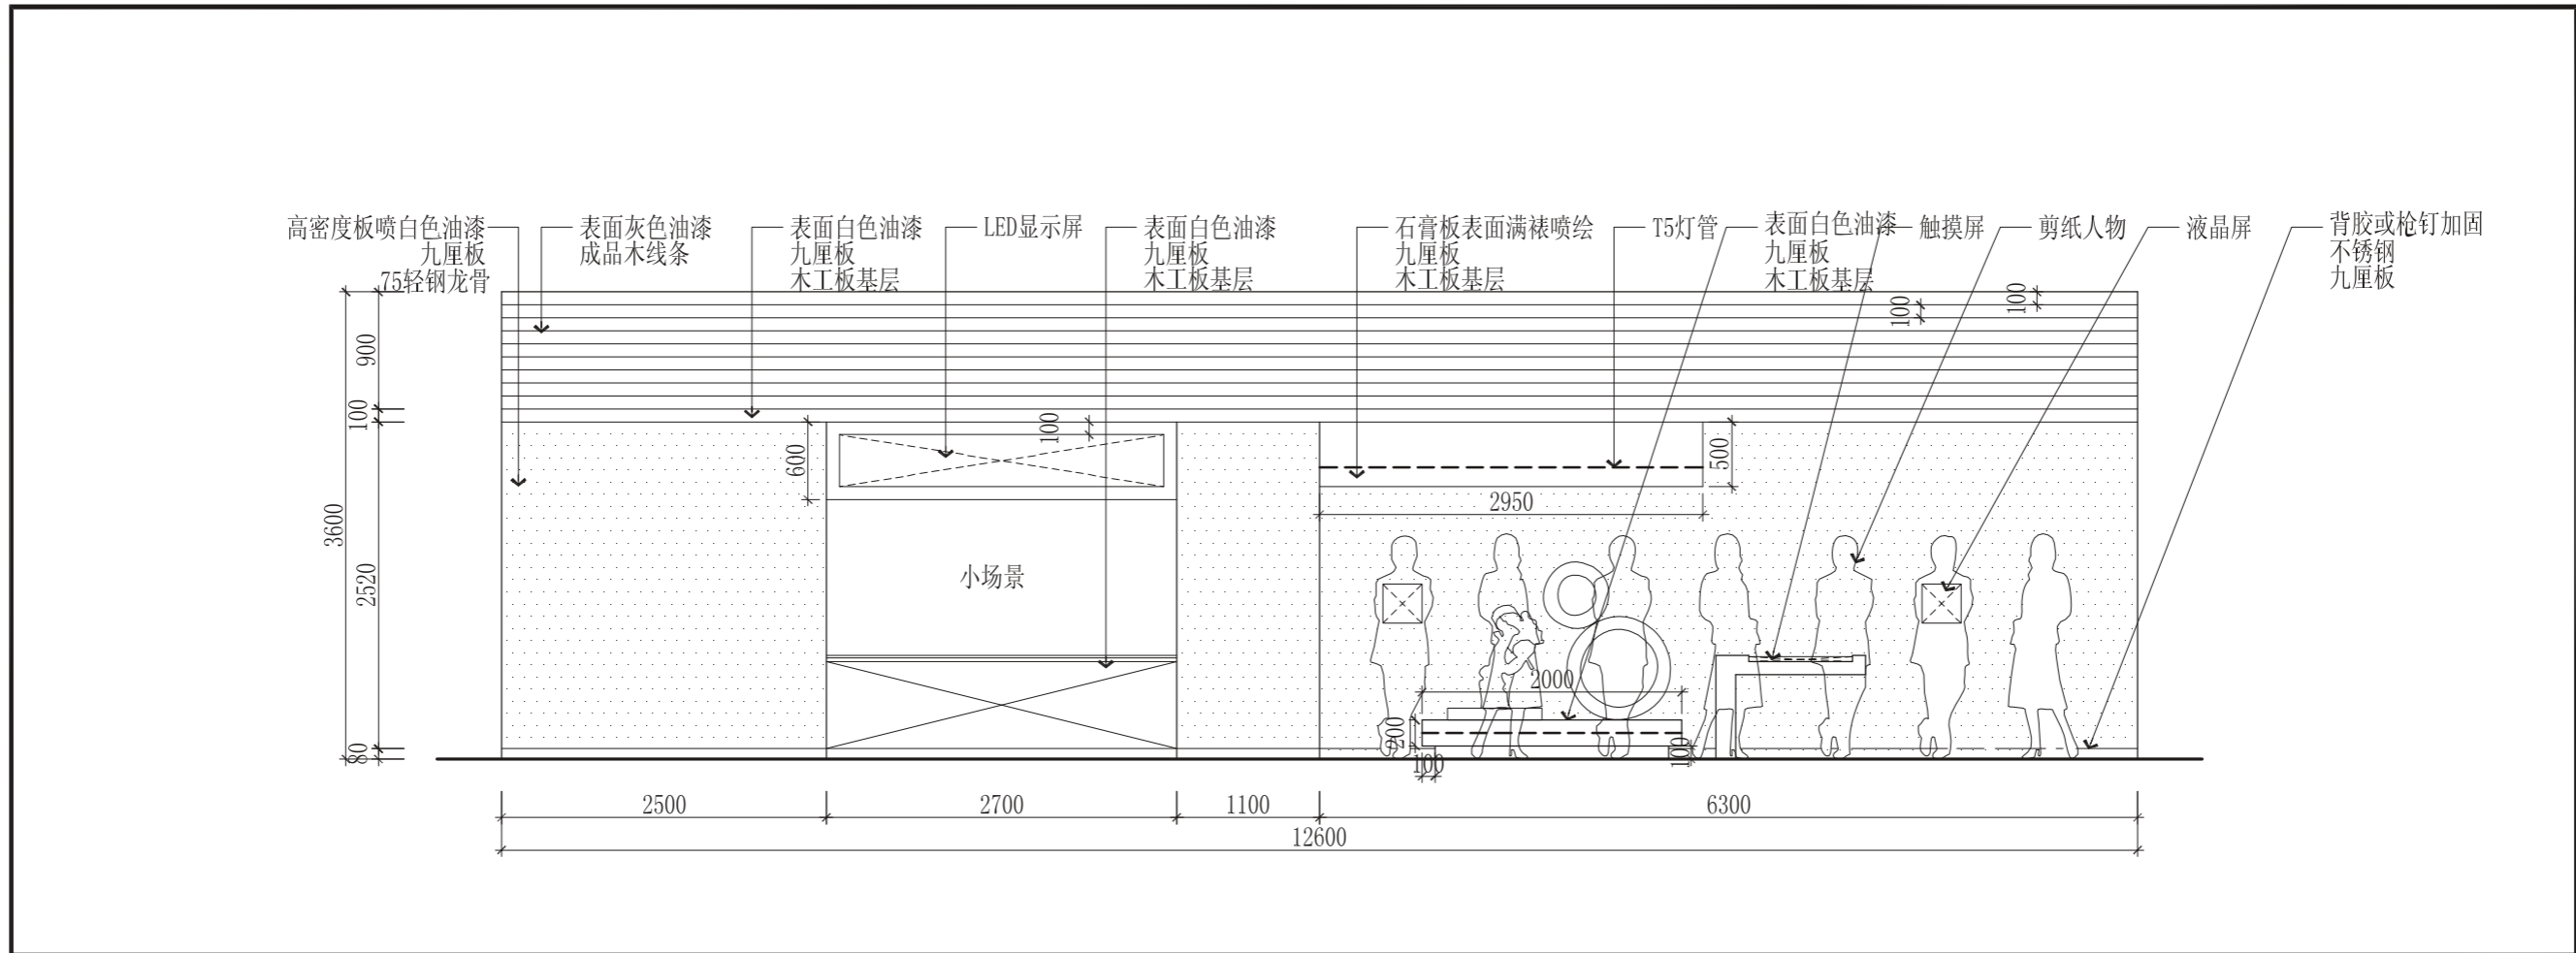 高密度板喷白色油漆
九厘板
75轻钢龙骨
表面灰色油漆
成品木线条
表面白色油漆
九厘板
木工板基层
LED显示屏
表面白色油漆
九厘板
木工板基层
石膏板表面满裱喷绘
九厘板
木工板基层
T5灯管
表面白色油漆
九厘板
木工板基层
触摸屏
剪纸人物
液晶屏
背胶或枪钉加固
不锈钢
九厘板
100
100
900
100
3600
2520
80
600
100
500
2950
小场景
2000
200
100
100
2500
2700
1100
6300
12600